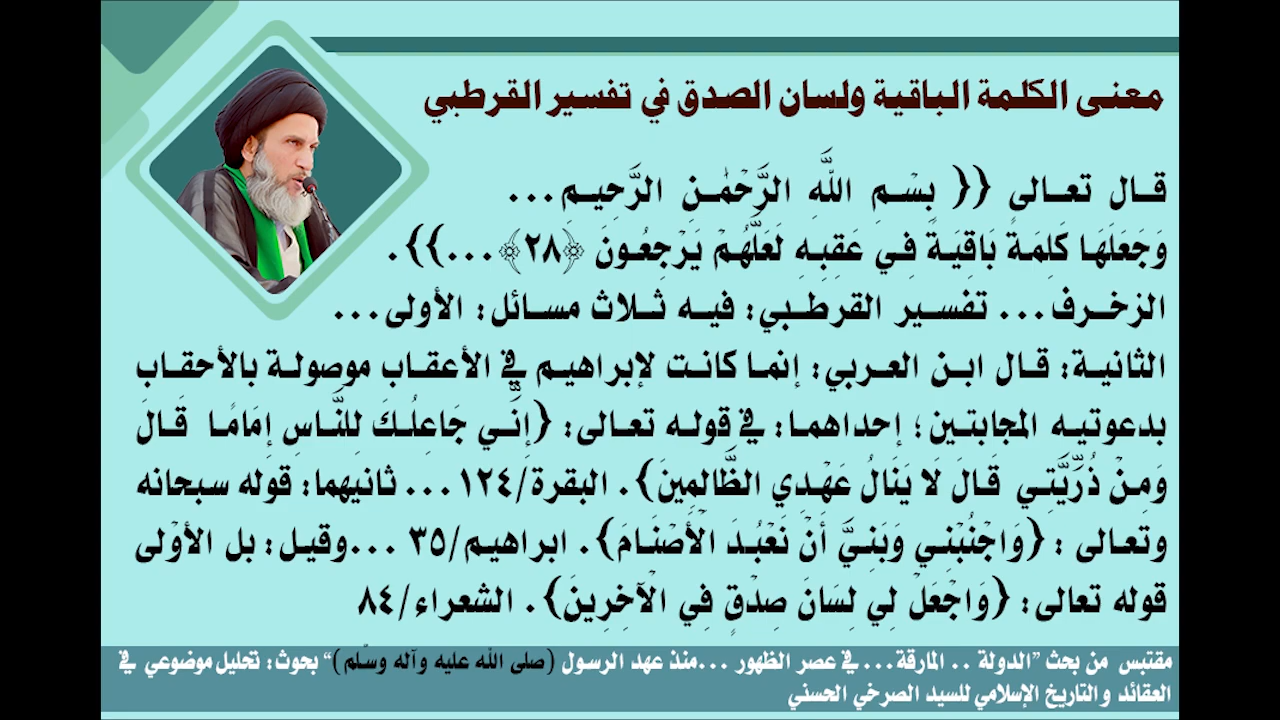 معنى الكلمة الباقية ولسان الصدق في تفسير القرطبي
قال تعالى (( بِسْمِ اللَّهِ الرَّحْمَٰنِ الرَّحِيمِ...
وَجَعَلَهَا كَلِمَةً بَاقِيَةً فِي عَقِبِهِ لَعَلَّهُمْ يَرْجِعُونَ ﴿٢٨﴾...)).
الزخرف... تفسير القرطبي: فيه ثلاث مسائل: الأولى...
الثانية: قال ابن العربي: إنما كانت لإبراهيم في الأعقاب موصولة بالأحقاب
بدعوتيه المجابتين؛ إحداهما: في قوله تعالى: {إِنِّي جَاعِلُكَ لِلنَّاسِ إِمَامًا قَالَ
وَمِنْ ذُرِّيَّتِي قَالَ لَا يَنَالُ عَهْدِي الظَّالِمِينَ}. البقرة/١٢٤... ثانيهما: قوله سبحانه
وتعالى : {وَاجْنُبْنِي وَبَنِيَّ أَنْ نَعْبُدَ الْأَصْنَامَ}. ابراهيم/٣٥ ...وقيل: بل الأولى
قوله تعالى: {وَاجْعَلْ لِي لِسَانَ صِدْقٍ فِي الْآخِرِينَ}. الشعراء/٨٤
مقتبس من بحث "الدولة .. المارقة... في عصر الظهور ...منذ عهد الرسول (صلى الله عليه وآله وسلم)" بحوث: تحليل موضوعي في
العقائد والتاريخ الإسلامي للسيد الصرخي الحسني